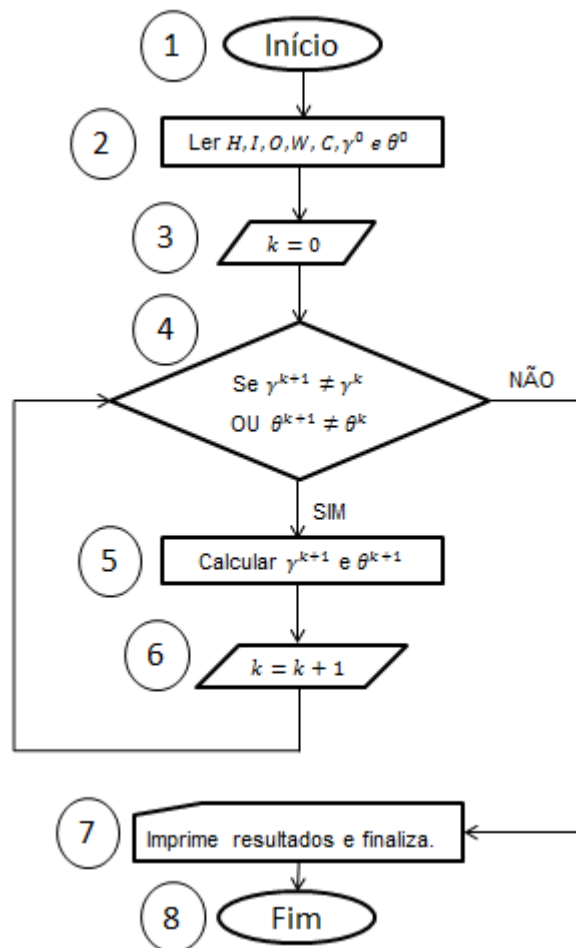 1
Início
2
Ler H, I, O, W, C, γ⁰ e θ⁰
3
k = 0
4
Se γᵏ⁺¹ ≠ γᵏ
OU θᵏ⁺¹ ≠ θᵏ
NÃO
SIM
5
Calcular γᵏ⁺¹ e θᵏ⁺¹
6
k = k + 1
7
Imprime resultados e finaliza.
8
Fim